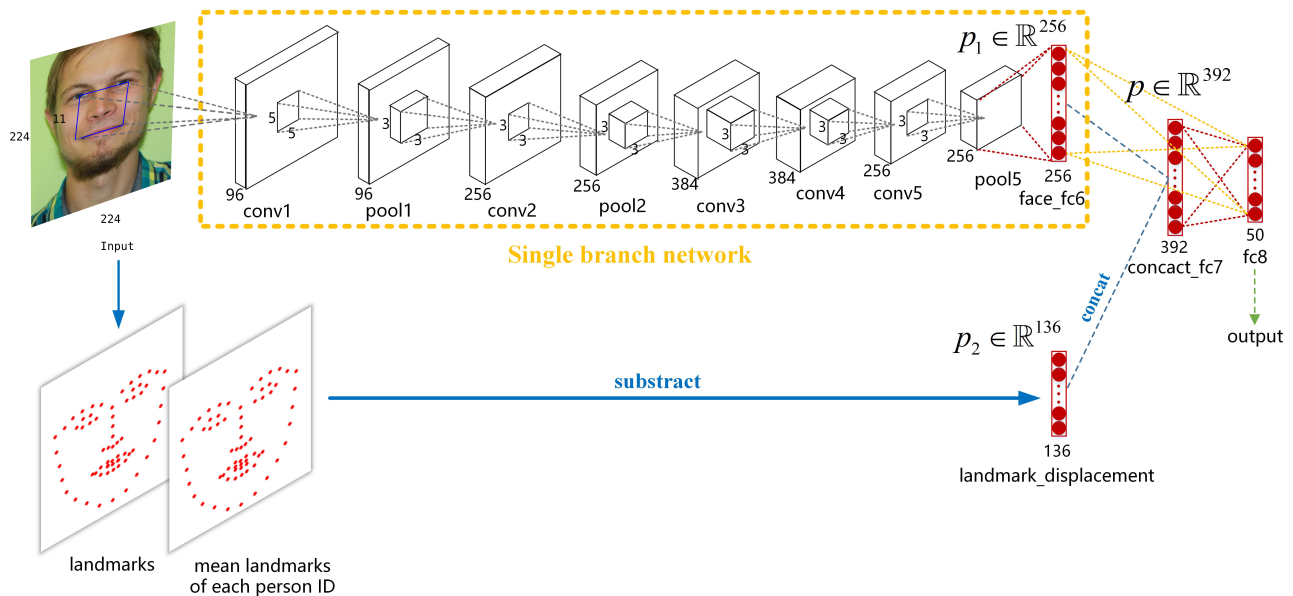 p₁ ∈ ℝ²⁵⁶
p ∈ ℝ³⁹²
224
11
5
5
3
3
3
3
3
3
3
3
3
3
3
3
96
conv1
96
pool1
256
conv2
256
pool2
384
conv3
384
conv4
256
conv5
256
pool5
256
face_fc6
392
concact_fc7
50
fc8
224
Input
Single branch network
concat
output
p₂ ∈ ℝ¹³⁶
substract
136
landmark_displacement
landmarks
mean landmarks
of each person ID